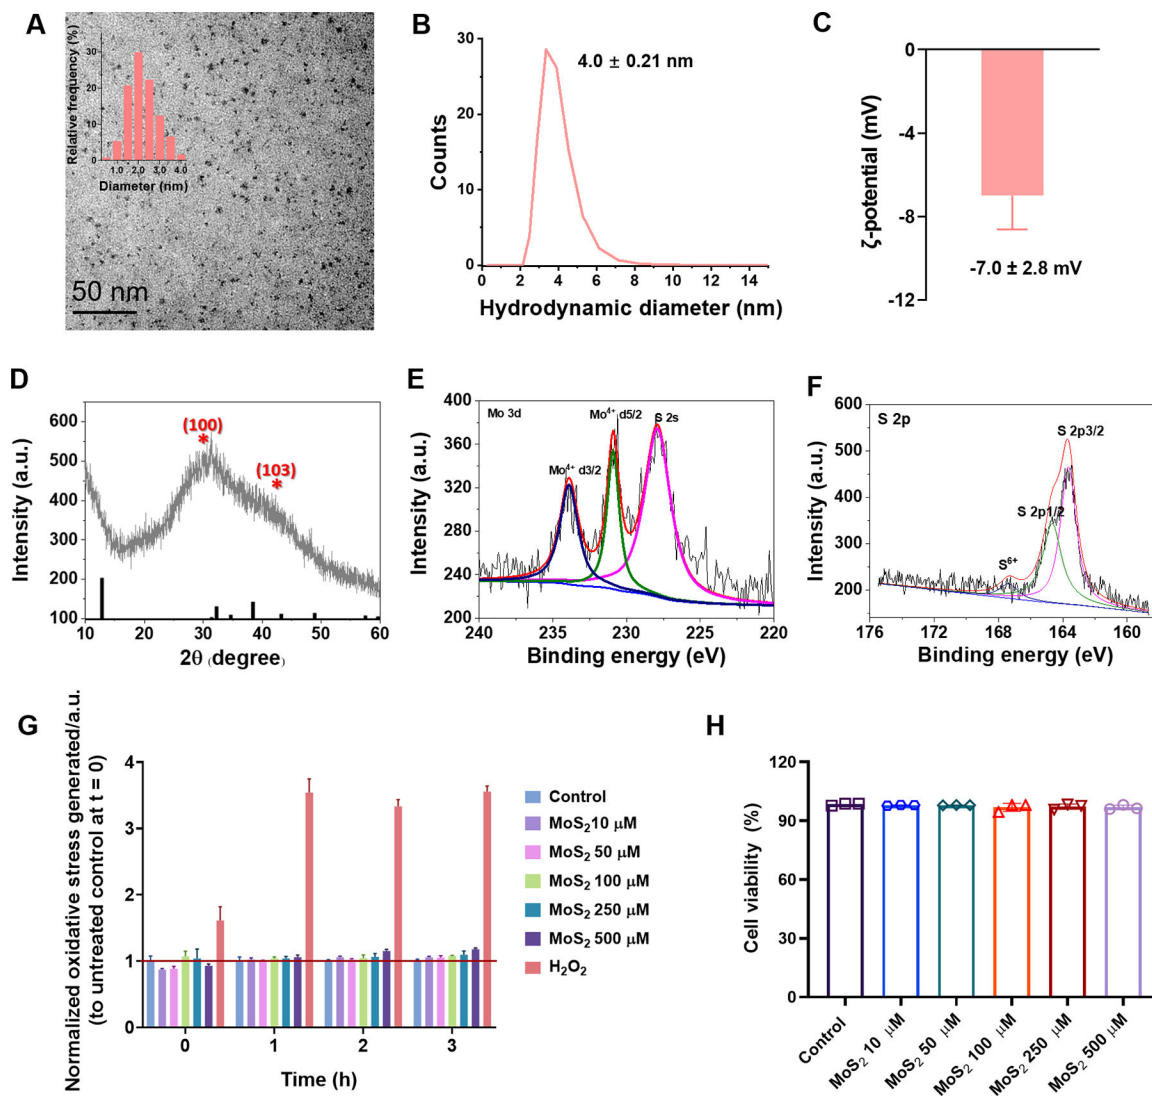 A
Relative frequency (%)
30
20
10
0
1.0 2.0 3.0 4.0
Diameter (nm)
50 nm
B
4.0 ± 0.21 nm
Counts
30
20
10
0
0 2 4 6 8 10 12 14
Hydrodynamic diameter (nm)
C
ζ-potential (mV)
0
-4
-8
-12
-7.0 ± 2.8 mV
D
Intensity (a.u.)
600
500
400
300
200
100
(100)
*
(103)
*
10 20 30 40 50 60
2θ (degree)
E
Intensity (a.u.)
400
360
320
280
240
200
Mo 3d
Mo⁴⁺ d5/2
S 2s
Mo⁴⁺ d3/2
240 235 230 225 220
Binding energy (eV)
F
Intensity (a.u.)
600
500
400
300
200
100
S 2p
S 2p3/2
S 2p1/2
S⁶⁺
176 172 168 164 160
Binding energy (eV)
G
Normalized oxidative stress generated/a.u.
(to untreated control at t = 0)
4
3
2
1
0
0 1 2 3
Time (h)
Control
MoS₂10 μM
MoS₂ 50 μM
MoS₂ 100 μM
MoS₂ 250 μM
MoS₂ 500 μM
H₂O₂
H
Cell viability (%)
120
90
60
30
0
Control
MoS₂ 10 μM
MoS₂ 50 μM
MoS₂ 100 μM
MoS₂ 250 μM
MoS₂ 500 μM